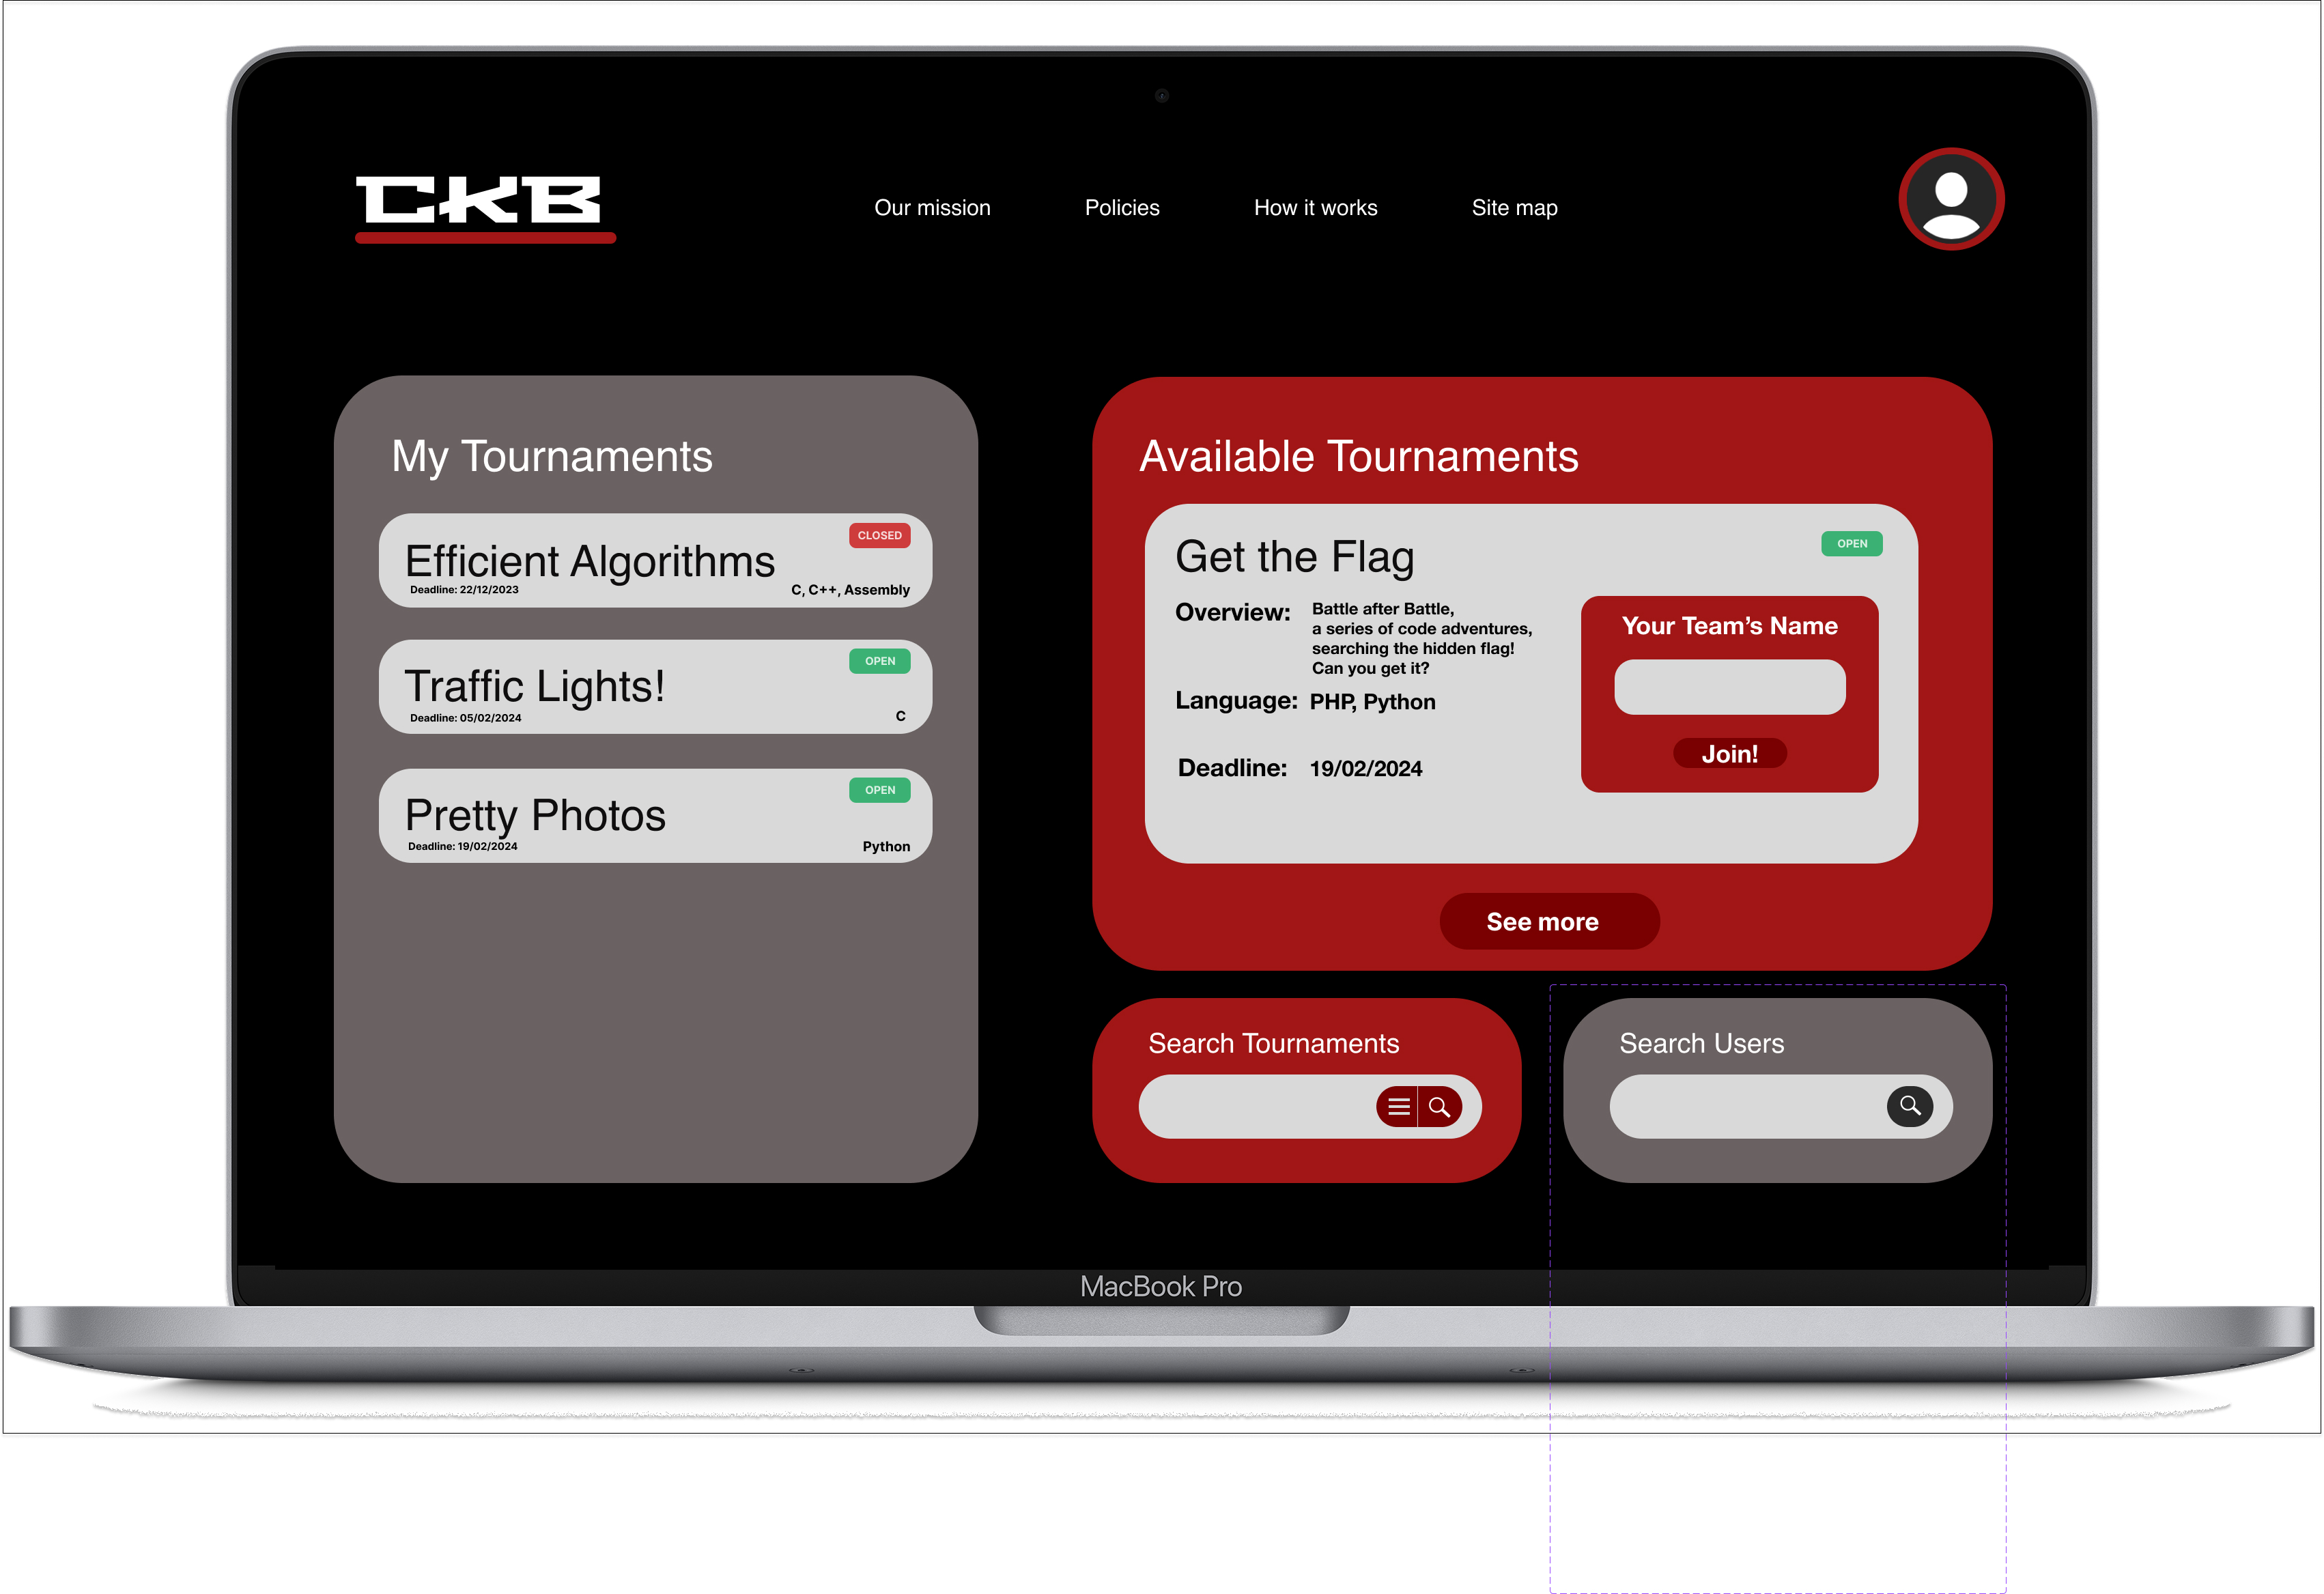 CKB
Our mission
Policies
How it works
Site map
My Tournaments
CLOSED
Efficient Algorithms
Deadline: 22/12/2023
C, C++, Assembly
OPEN
Traffic Lights!
Deadline: 05/02/2024
C
OPEN
Pretty Photos
Deadline: 19/02/2024
Python
Available Tournaments
Get the Flag
OPEN
Overview:
Battle after Battle,
a series of code adventures,
searching the hidden flag!
Can you get it?
Language: PHP, Python
Deadline: 19/02/2024
Your Team’s Name
Join!
See more
Search Tournaments
Search Users
MacBook Pro